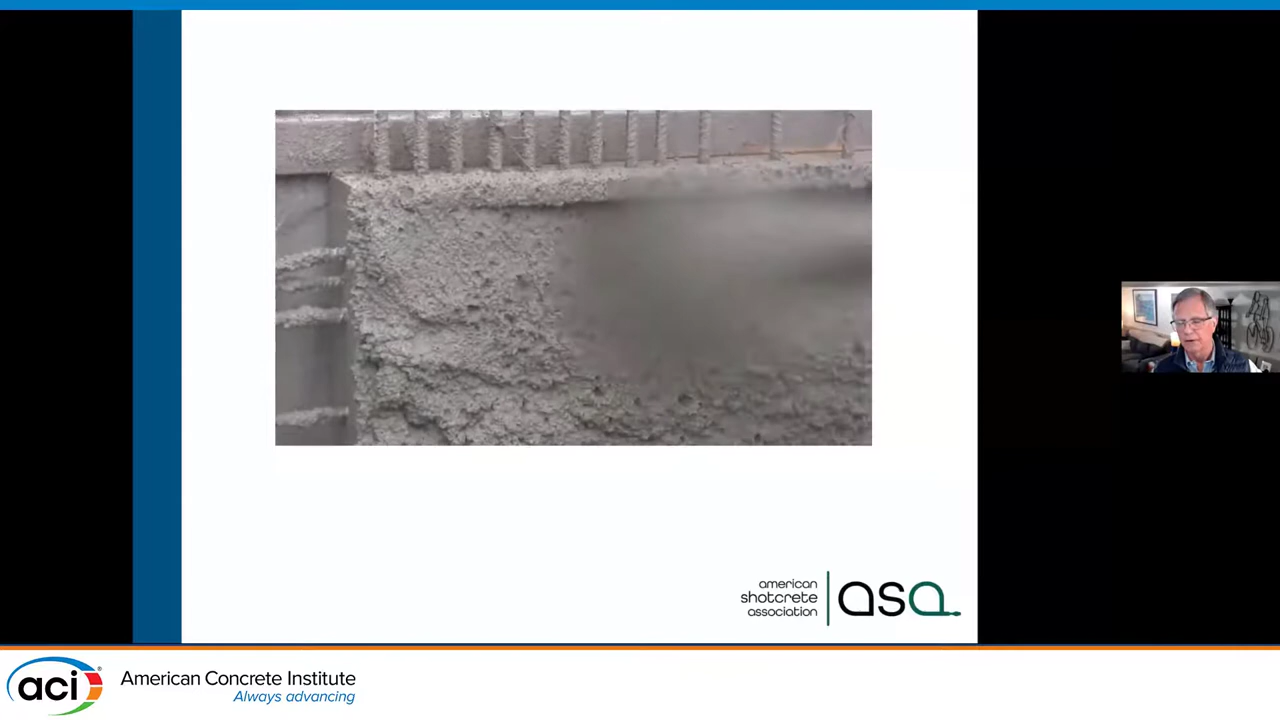 american
shotcrete
association
asa
aci®
American Concrete Institute
Always advancing